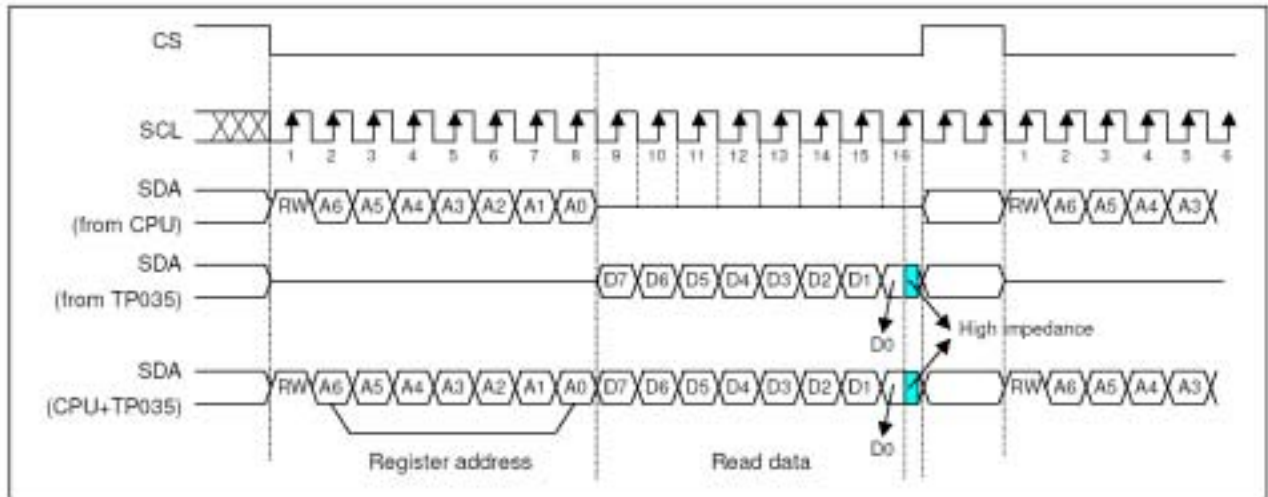 CS
SCL
1 2 3 4 5 6 7 8 9 10 11 12 13 14 15 16 1 2 3 4 5 6
SDA
(from CPU)
RW A6 A5 A4 A3 A2 A1 A0 RW A6 A5 A4 A3
SDA
(from TP035)
D7 D6 D5 D4 D3 D2 D1
D0
High impedance
SDA
(CPU+TP035)
RW A6 A5 A4 A3 A2 A1 A0 D7 D6 D5 D4 D3 D2 D1 RW A6 A5 A4 A3
D0
Register address
Read data